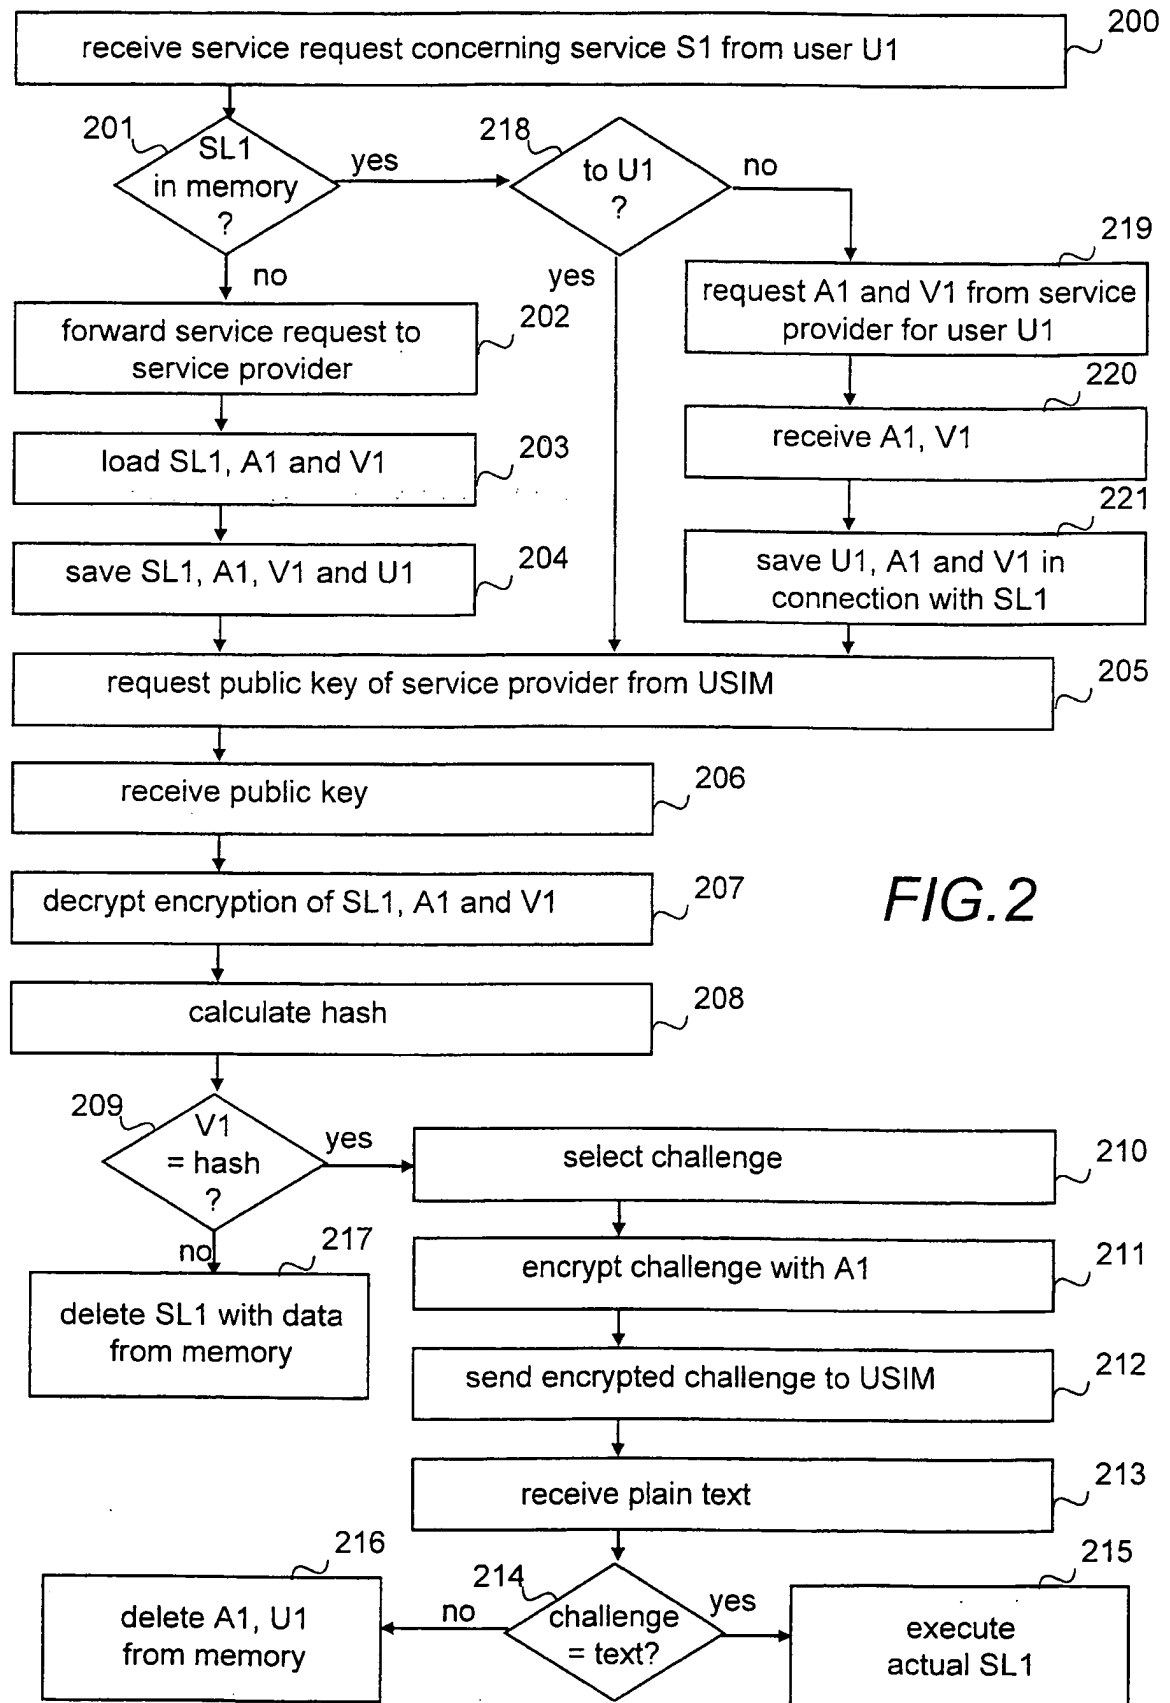 receive service request concerning service S1 from user U1
200
201
SL1
in memory
?
yes
no
218
to U1
?
no
yes
219
request A1 and V1 from service
provider for user U1
forward service request to
service provider
202
220
receive A1, V1
load SL1, A1 and V1
203
221
save U1, A1 and V1 in
connection with SL1
save SL1, A1, V1 and U1
204
request public key of service provider from USIM
205
receive public key
206
decrypt encryption of SL1, A1 and V1
207
FIG.2
calculate hash
208
209
V1
= hash
?
yes
no
select challenge
210
217
delete SL1 with data
from memory
encrypt challenge with A1
211
send encrypted challenge to USIM
212
receive plain text
213
216
delete A1, U1
from memory
214
no
challenge
= text?
yes
215
execute
actual SL1